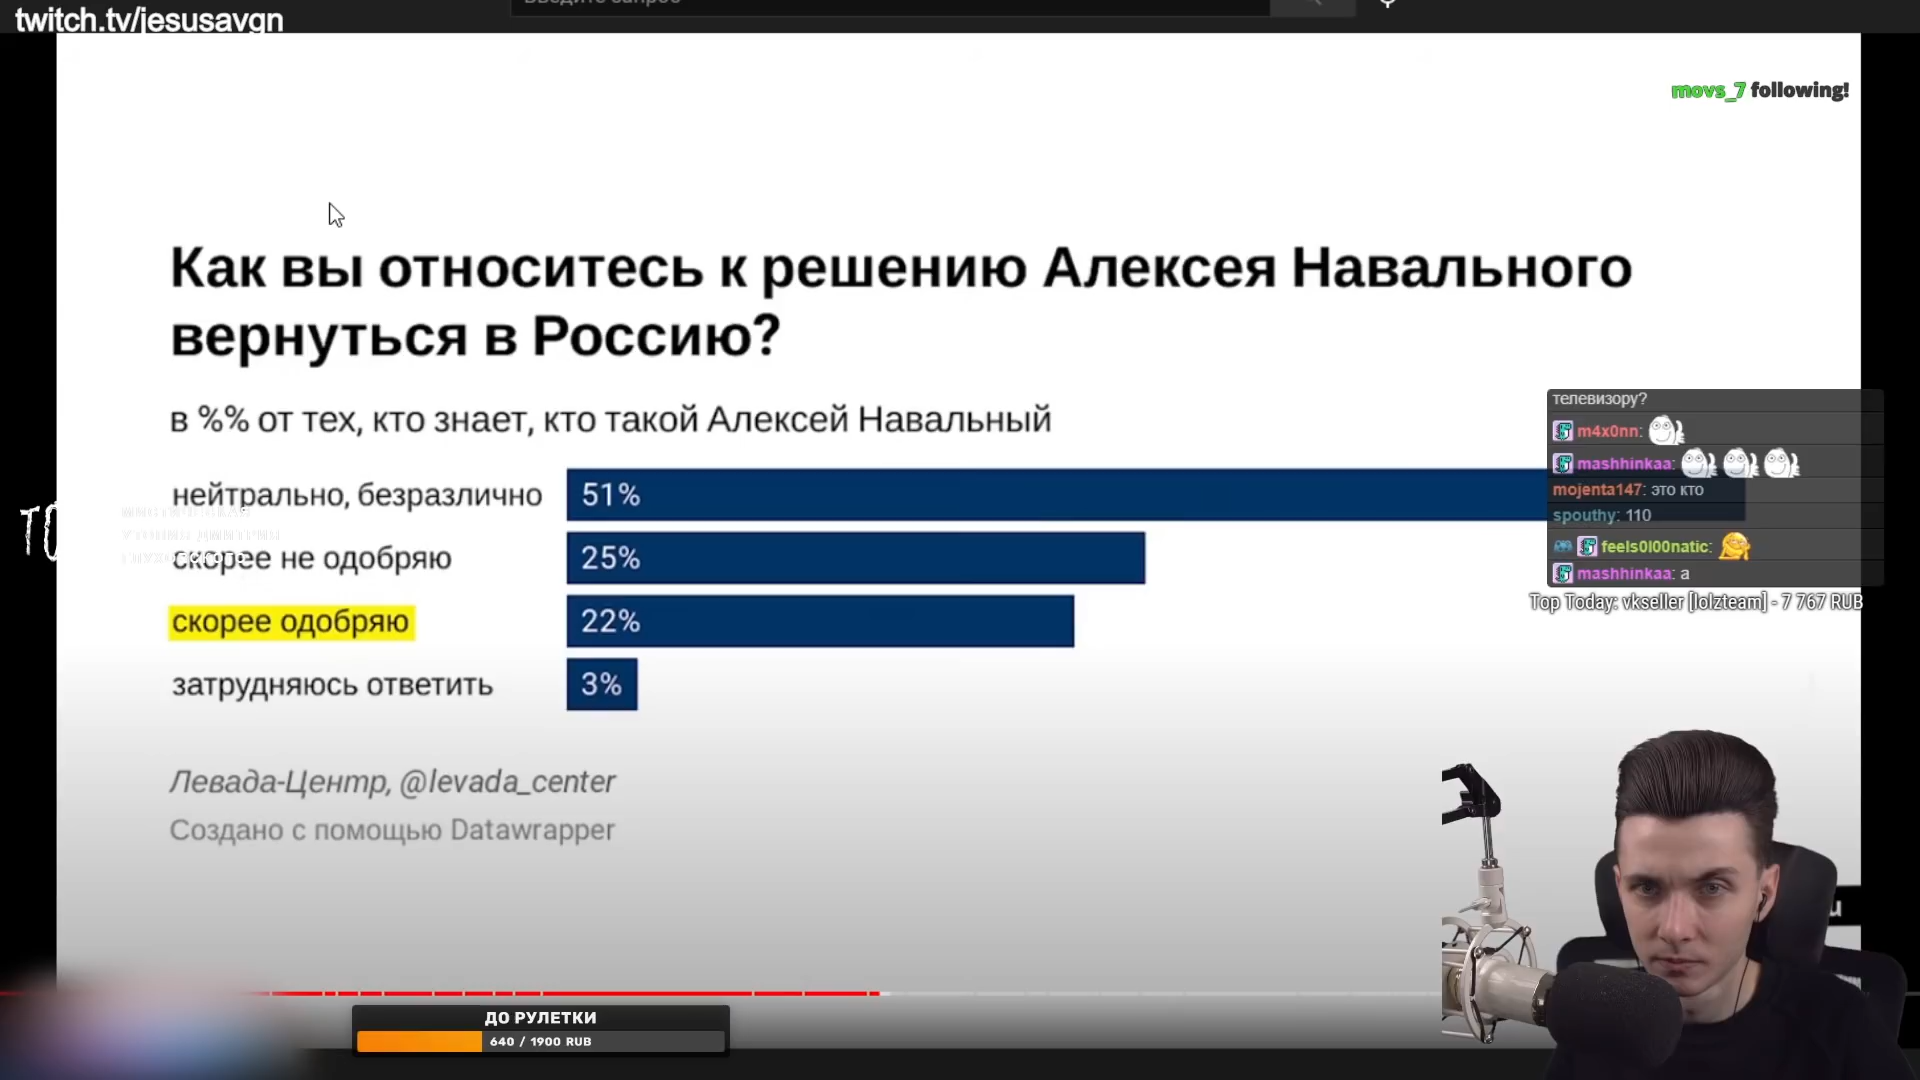 twitch.tv/jesusavgn
movs_7 following!
Как вы относитесь к решению Алексея Навального
вернуться в Россию?
в %% от тех, кто знает, кто такой Алексей Навальный
нейтрально, безразлично 51%
скорее не одобряю 25%
скорее одобряю 22%
затрудняюсь ответить 3%
Левада-Центр, @levada_center
Создано с помощью Datawrapper
телевизору?
m4x0nn:
mashhinkaa:
mojenta147: это кто
spouthy: 110
feels0l00natic:
mashhinkaa: а
Top Today: vkseller [lolzteam] - 7 767 RUB
ДО РУЛЕТКИ
640 / 1900 RUB